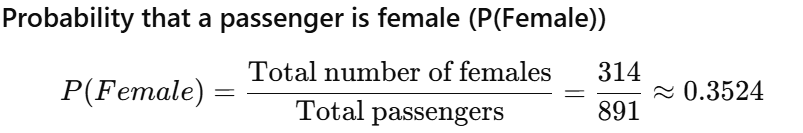 Probability that a passenger is female (P(Female))
P(Female) = Total number of females / Total passengers = 314 / 891 ≈ 0.3524